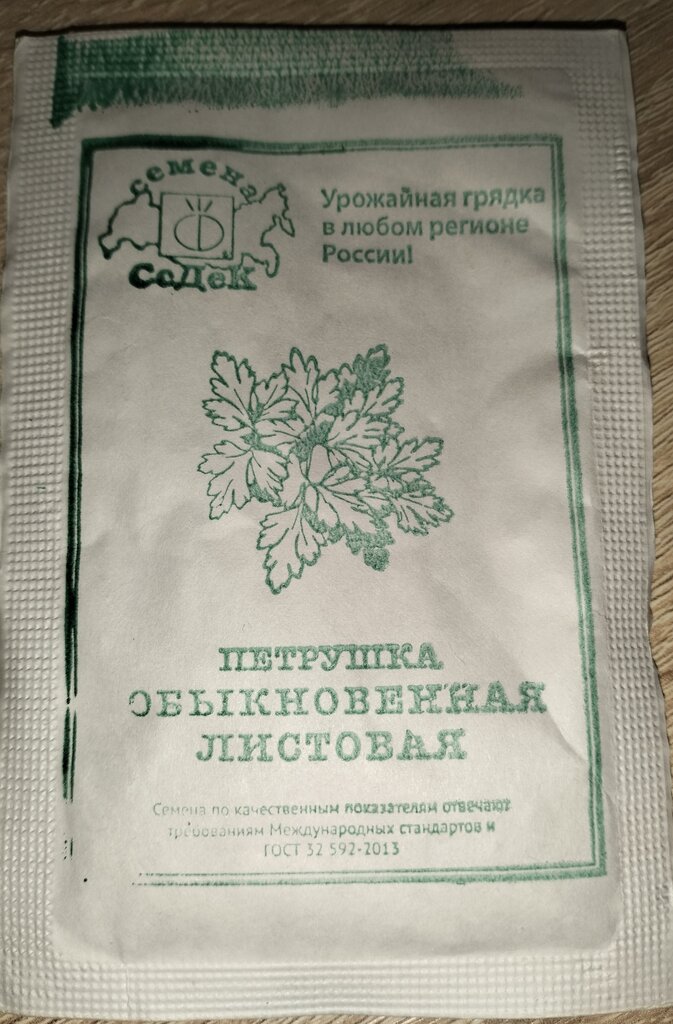 семена
СеДеК
Урожайная грядка
в любом регионе
России!
ПЕТРУШКА
ОБЫКНОВЕННАЯ
ЛИСТОВАЯ
Семена по качественным показателям отвечают
требованиям Международных стандартов и
ГОСТ 32 592-2013